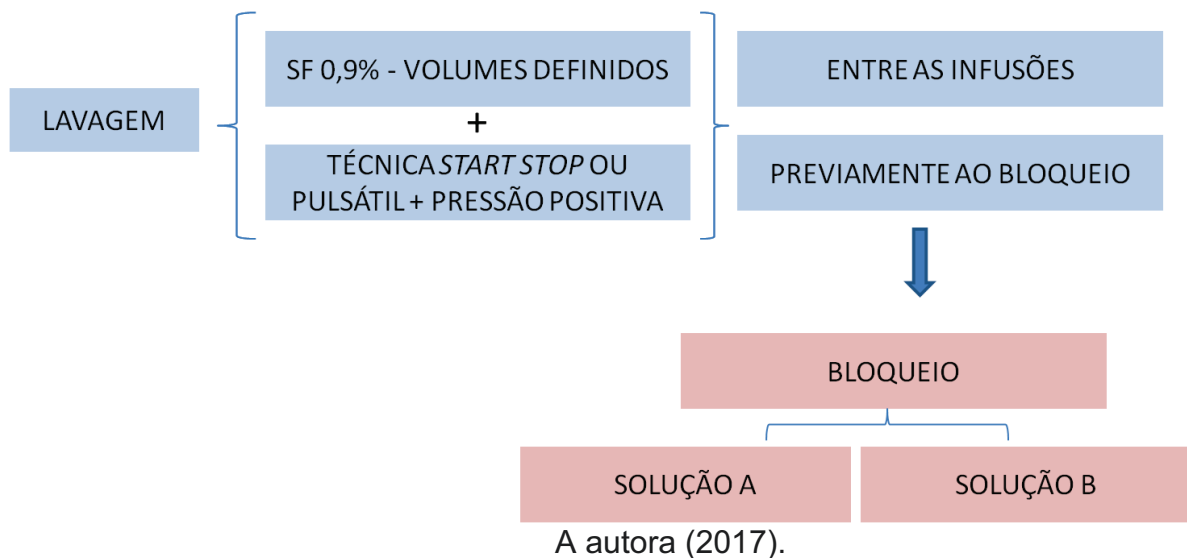 LAVAGEM
SF 0,9% - VOLUMES DEFINIDOS
+
TÉCNICA START STOP OU
PULSÁTIL + PRESSÃO POSITIVA
ENTRE AS INFUSÕES
PREVIAMENTE AO BLOQUEIO
BLOQUEIO
SOLUÇÃO A
SOLUÇÃO B
A autora (2017).